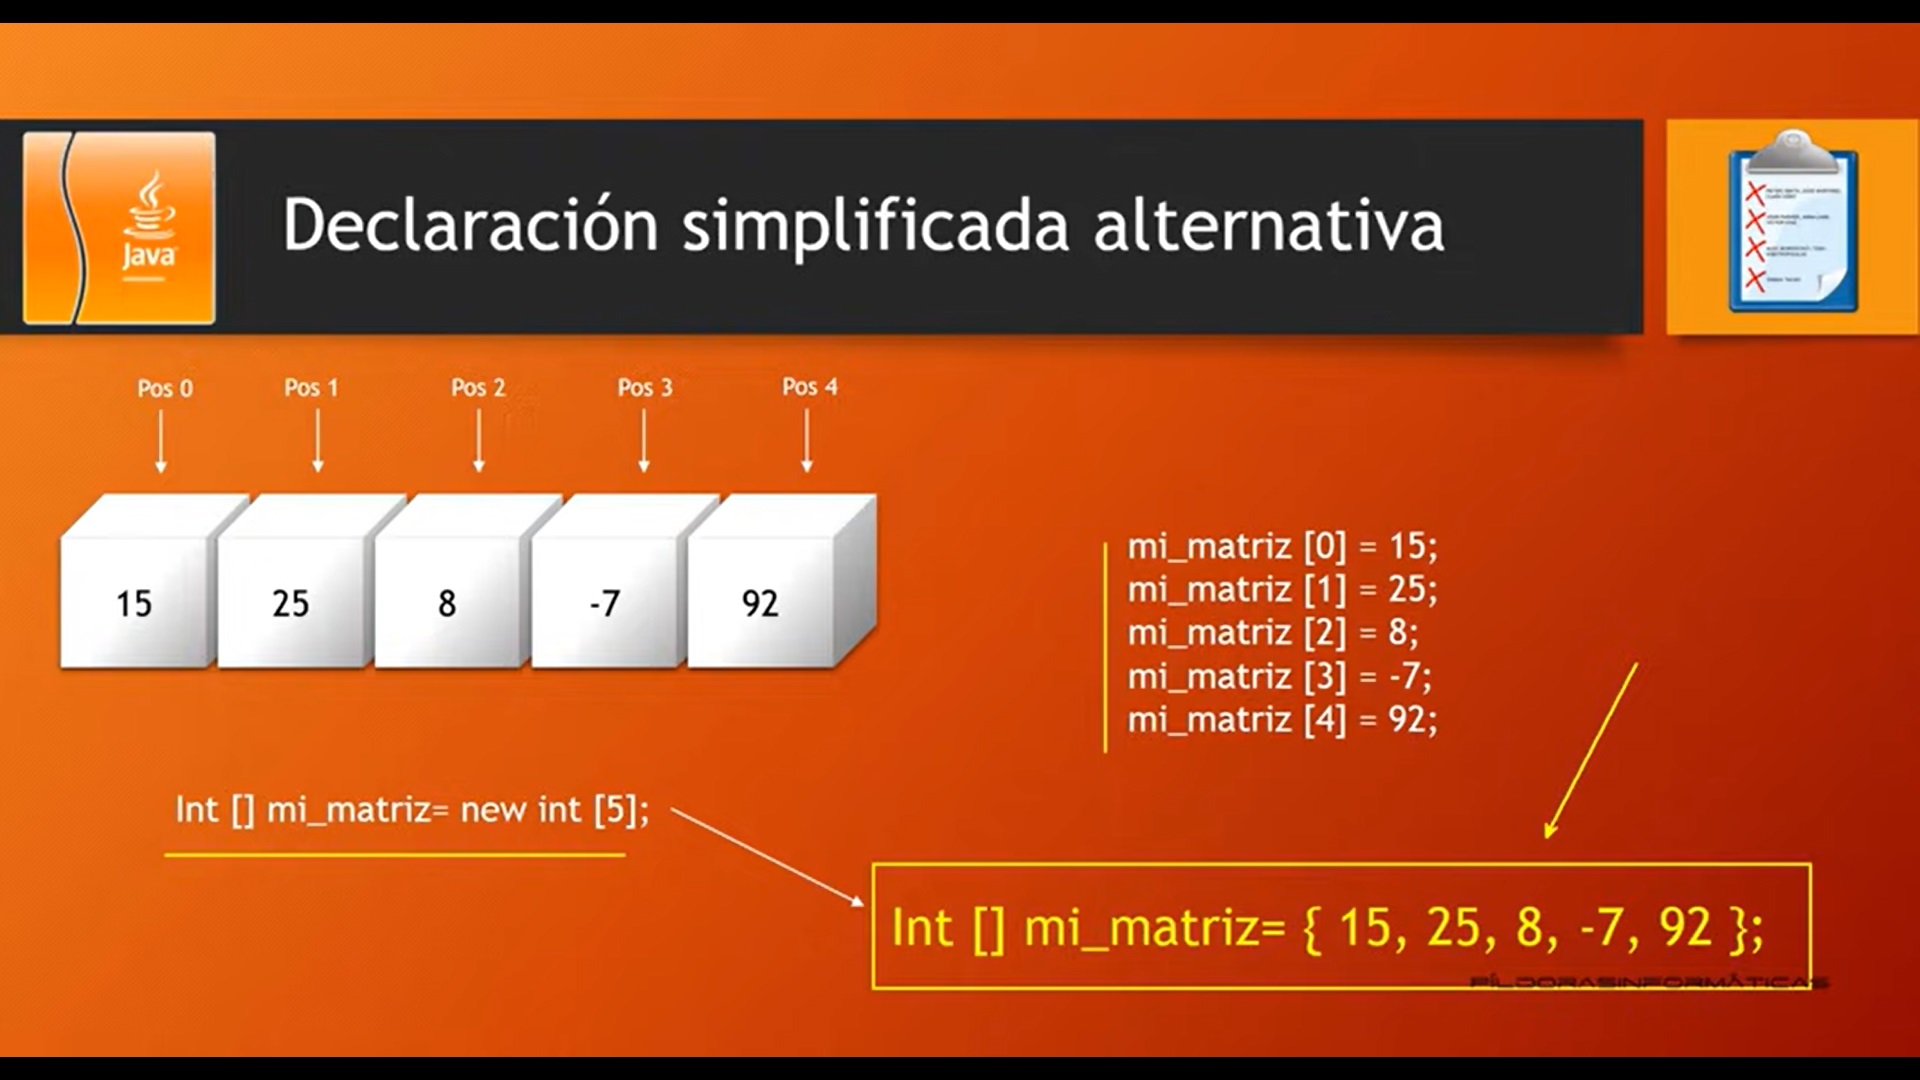 Java
Declaración simplificada alternativa
Pos 0 Pos 1 Pos 2 Pos 3 Pos 4
15 25 8 -7 92
mi_matriz [0] = 15;
mi_matriz [1] = 25;
mi_matriz [2] = 8;
mi_matriz [3] = -7;
mi_matriz [4] = 92;
Int [] mi_matriz= new int [5];
Int [] mi_matriz= { 15, 25, 8, -7, 92 };
PÍLDORASINFORMÁTICAS